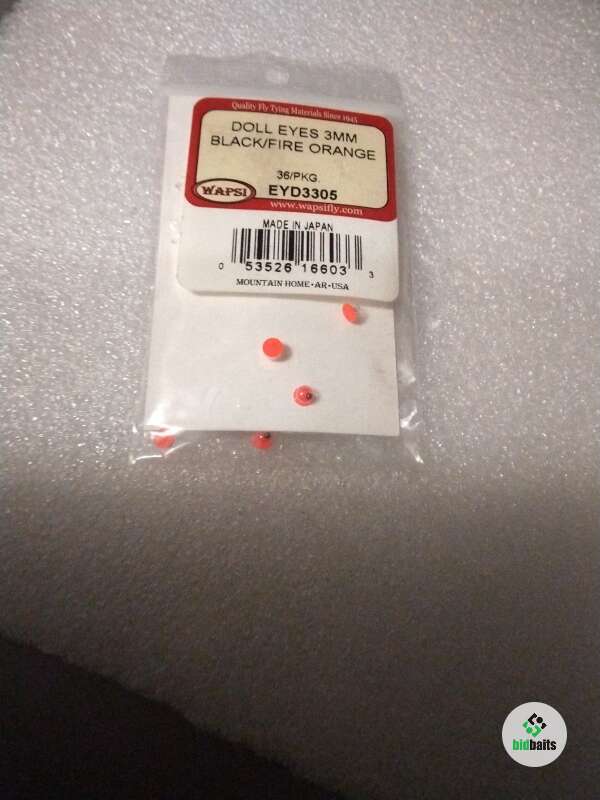 Quality Fly Tying Materials Since 1945
DOLL EYES 3MM
BLACK/FIRE ORANGE
36/PKG.
WAPSI EYD3305
www.wapsifly.com
MADE IN JAPAN
0 53526 16603 3
MOUNTAIN HOME·AR·USA
bidbaits